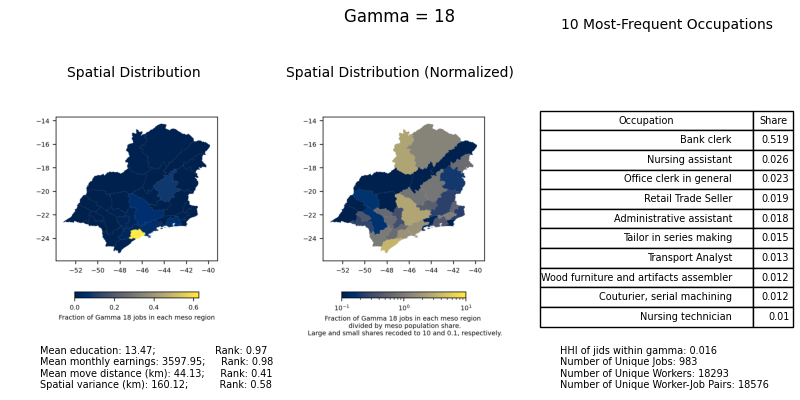 Gamma = 18
10 Most-Frequent Occupations
Spatial Distribution
Spatial Distribution (Normalized)
−14
−16
−18
−20
−22
−24
−52 −50 −48 −46 −44 −42 −40
0.0 0.2 0.4 0.6
Fraction of Gamma 18 jobs in each meso region
−14
−16
−18
−20
−22
−24
−52 −50 −48 −46 −44 −42 −40
10−1 100 101
Fraction of Gamma 18 jobs in each meso region
divided by meso population share.
Large and small shares recoded to 10 and 0.1, respectively.
Occupation Share
Bank clerk 0.519
Nursing assistant 0.026
Office clerk in general 0.023
Retail Trade Seller 0.019
Administrative assistant 0.018
Tailor in series making 0.015
Transport Analyst 0.013
Wood furniture and artifacts assembler 0.012
Couturier, serial machining 0.012
Nursing technician 0.01
Mean education: 13.47; Rank: 0.97
Mean monthly earnings: 3597.95; Rank: 0.98
Mean move distance (km): 44.13; Rank: 0.41
Spatial variance (km): 160.12; Rank: 0.58
HHI of jids within gamma: 0.016
Number of Unique Jobs: 983
Number of Unique Workers: 18293
Number of Unique Worker-Job Pairs: 18576